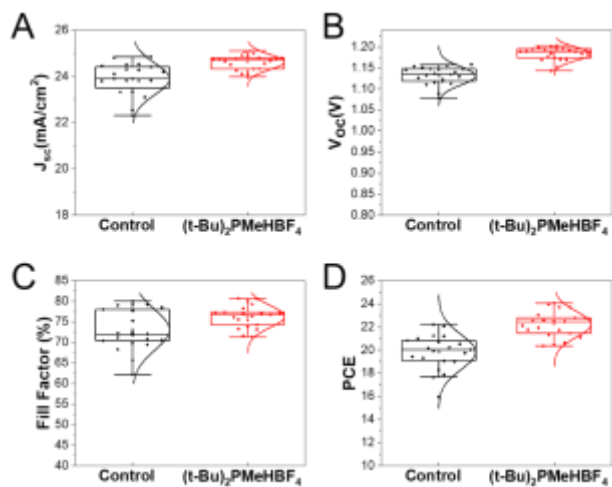 A
J_sc(mA/cm²)
26
24
22
20
18
Control
(t-Bu)₂PMeHBF₄
B
V_OC(V)
1.20
1.15
1.10
1.05
1.00
0.95
0.90
0.85
0.80
Control
(t-Bu)₂PMeHBF₄
C
Fill Factor (%)
85
80
75
70
65
60
55
50
45
40
Control
(t-Bu)₂PMeHBF₄
D
PCE
26
24
22
20
18
16
14
12
10
Control
(t-Bu)₂PMeHBF₄